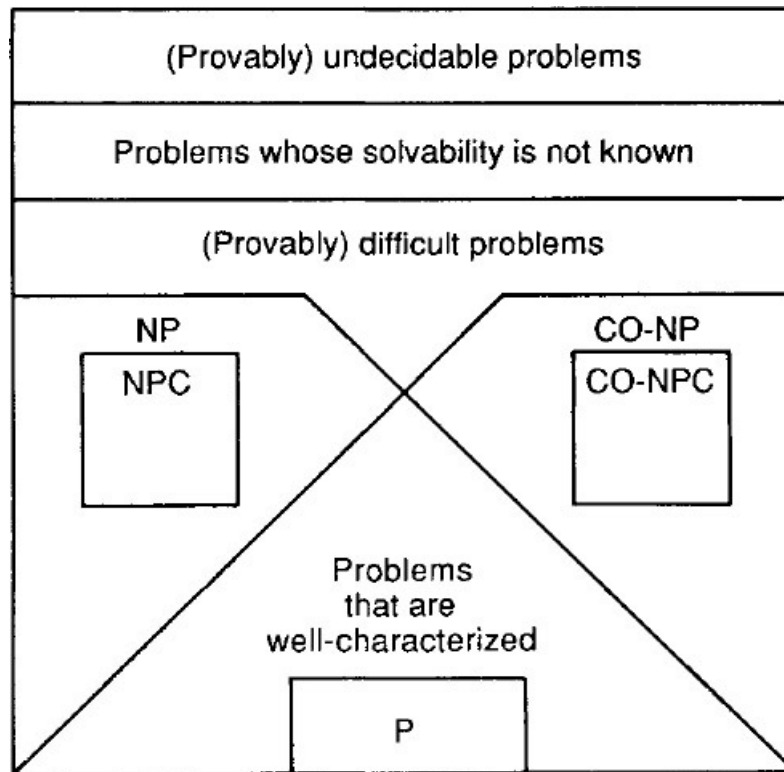 (Provably) undecidable problems
Problems whose solvability is not known
(Provably) difficult problems
NP
CO-NP
NPC
CO-NPC
Problems
that are
well-characterized
P